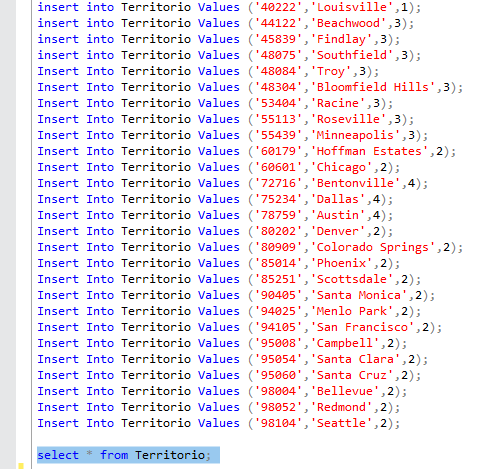 insert into Territorio Values ('40222','Louisville',1);
Insert Into Territorio Values ('44122','Beachwood',3);
Insert Into Territorio Values ('45839','Findlay',3);
Insert Into Territorio Values ('48075','Southfield',3);
Insert Into Territorio Values ('48084','Troy',3);
Insert Into Territorio Values ('48304','Bloomfield Hills',3);
Insert Into Territorio Values ('53404','Racine',3);
Insert Into Territorio Values ('55113','Roseville',3);
Insert Into Territorio Values ('55439','Minneapolis',3);
Insert Into Territorio Values ('60179','Hoffman Estates',2);
Insert Into Territorio Values ('60601','Chicago',2);
Insert Into Territorio Values ('72716','Bentonville',4);
Insert Into Territorio Values ('75234','Dallas',4);
Insert Into Territorio Values ('78759','Austin',4);
Insert Into Territorio Values ('80202','Denver',2);
Insert Into Territorio Values ('80909','Colorado Springs',2);
Insert Into Territorio Values ('85014','Phoenix',2);
Insert Into Territorio Values ('85251','Scottsdale',2);
Insert Into Territorio Values ('90405','Santa Monica',2);
Insert Into Territorio Values ('94025','Menlo Park',2);
Insert Into Territorio Values ('94105','San Francisco',2);
Insert Into Territorio Values ('95008','Campbell',2);
Insert Into Territorio Values ('95054','Santa Clara',2);
Insert Into Territorio Values ('95060','Santa Cruz',2);
Insert Into Territorio Values ('98004','Bellevue',2);
Insert Into Territorio Values ('98052','Redmond',2);
Insert Into Territorio Values ('98104','Seattle',2);
select * from Territorio;